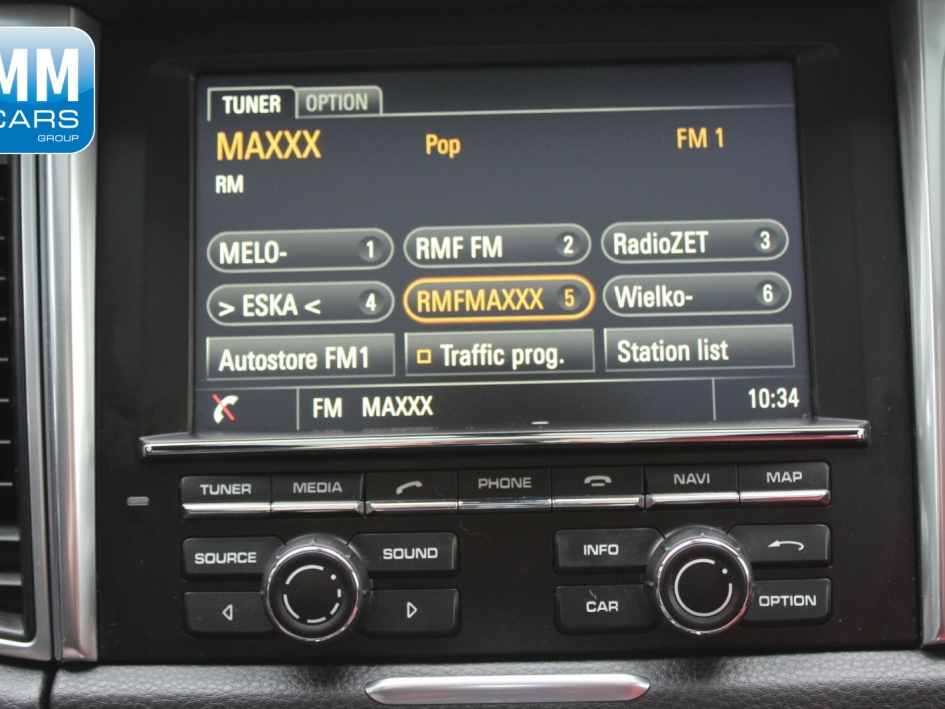 MM
CARS
GROUP
TUNER OPTION
MAXXX Pop FM 1
RM
MELO- 1 RMF FM 2 RadioZET 3
> ESKA < 4 RMFMAXXX 5 Wielko- 6
Autostore FM1 Traffic prog. Station list
FM MAXXX 10:34
TUNER MEDIA PHONE NAVI MAP
SOURCE SOUND INFO
CAR OPTION